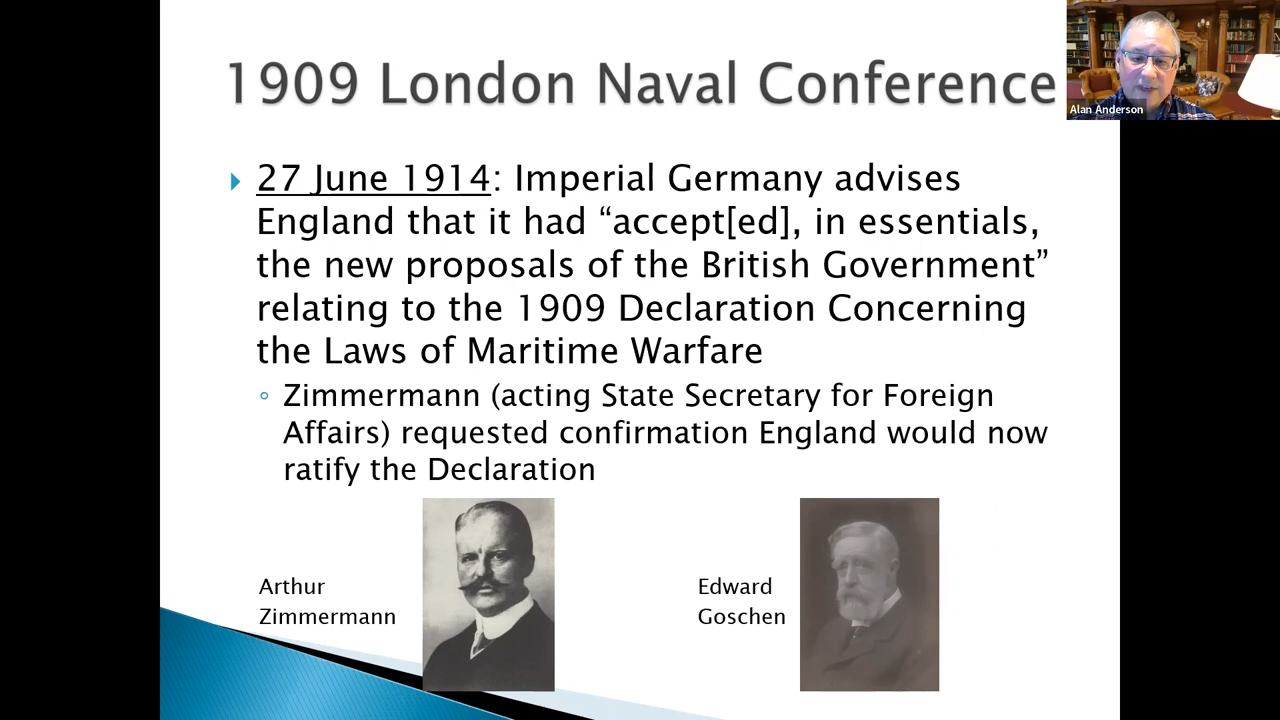 1909 London Naval Conference
Alan Anderson
27 June 1914: Imperial Germany advises
England that it had “accept[ed], in essentials,
the new proposals of the British Government”
relating to the 1909 Declaration Concerning
the Laws of Maritime Warfare
Zimmermann (acting State Secretary for Foreign
Affairs) requested confirmation England would now
ratify the Declaration
Arthur
Zimmermann
Edward
Goschen